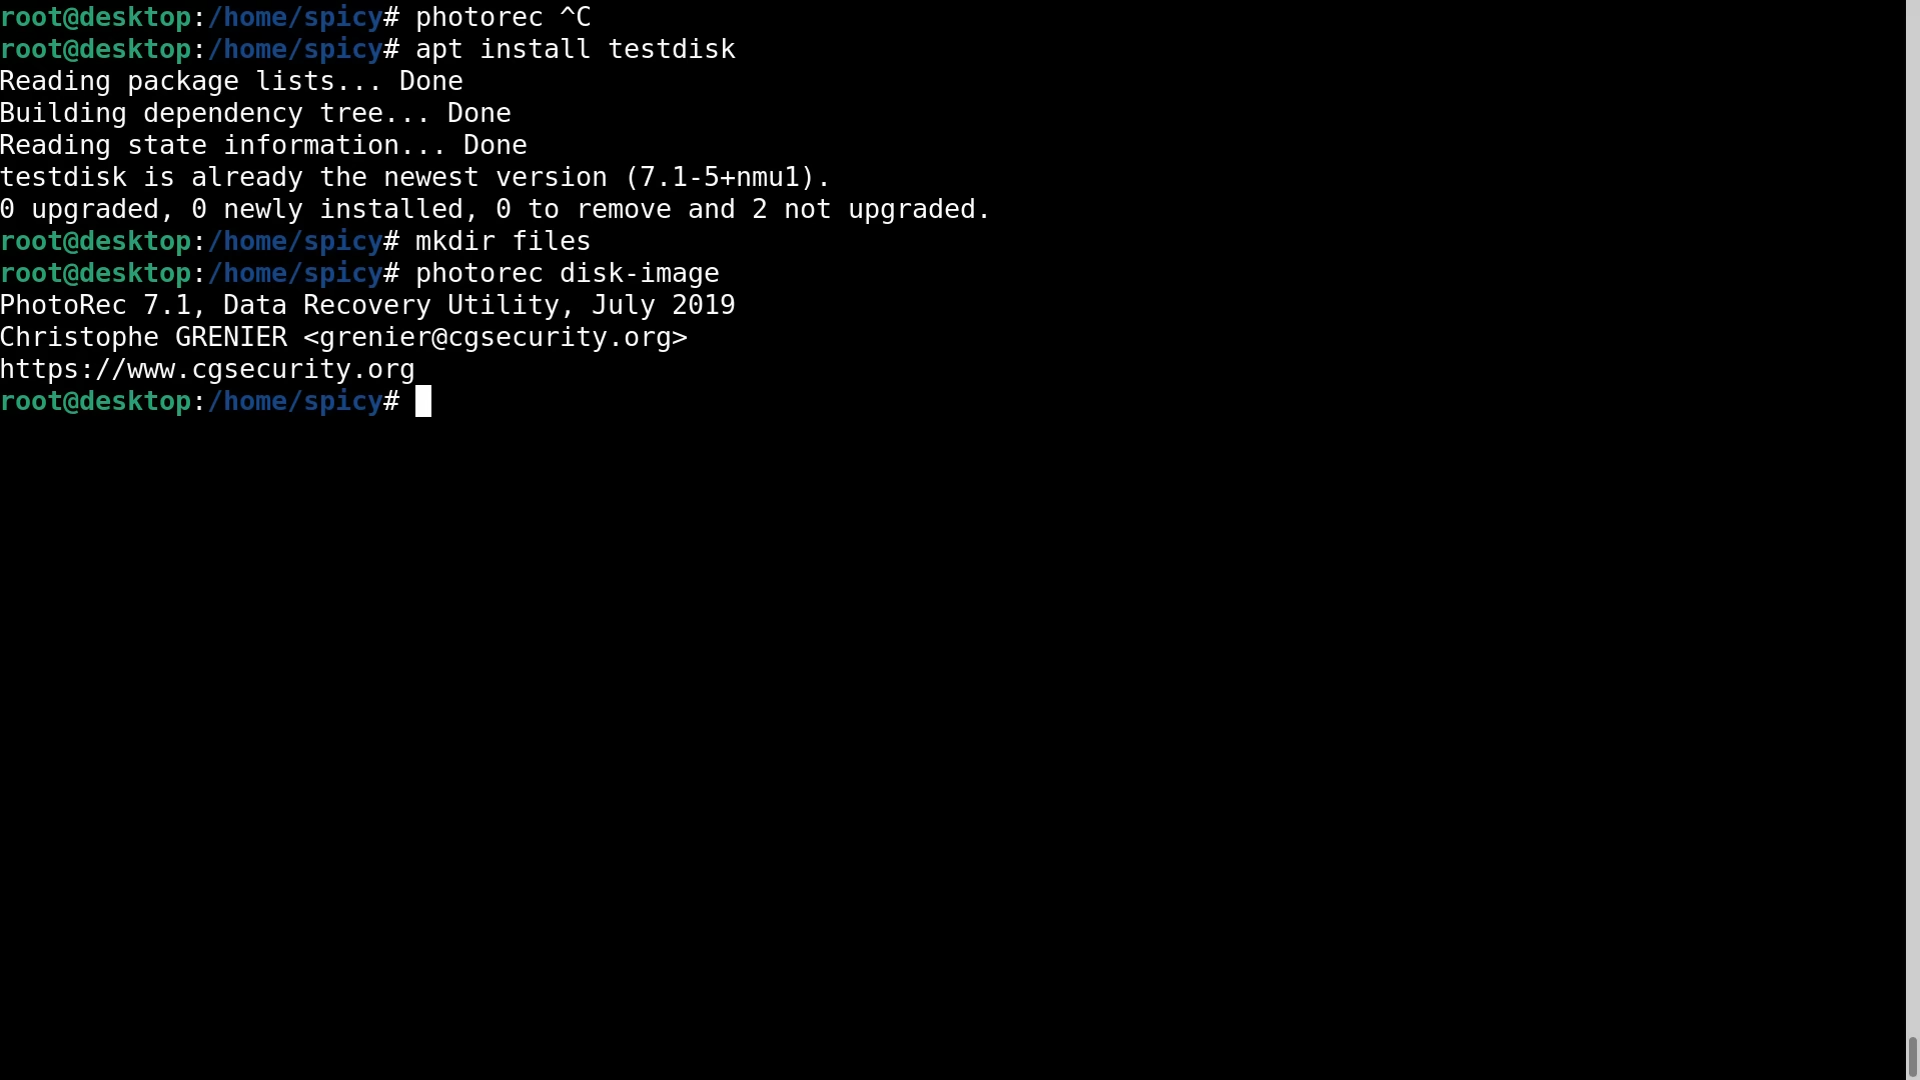 root@desktop:/home/spicy# photorec ^C
root@desktop:/home/spicy# apt install testdisk
Reading package lists... Done
Building dependency tree... Done
Reading state information... Done
testdisk is already the newest version (7.1-5+nmu1).
0 upgraded, 0 newly installed, 0 to remove and 2 not upgraded.
root@desktop:/home/spicy# mkdir files
root@desktop:/home/spicy# photorec disk-image
PhotoRec 7.1, Data Recovery Utility, July 2019
Christophe GRENIER <grenier@cgsecurity.org>
https://www.cgsecurity.org
root@desktop:/home/spicy#